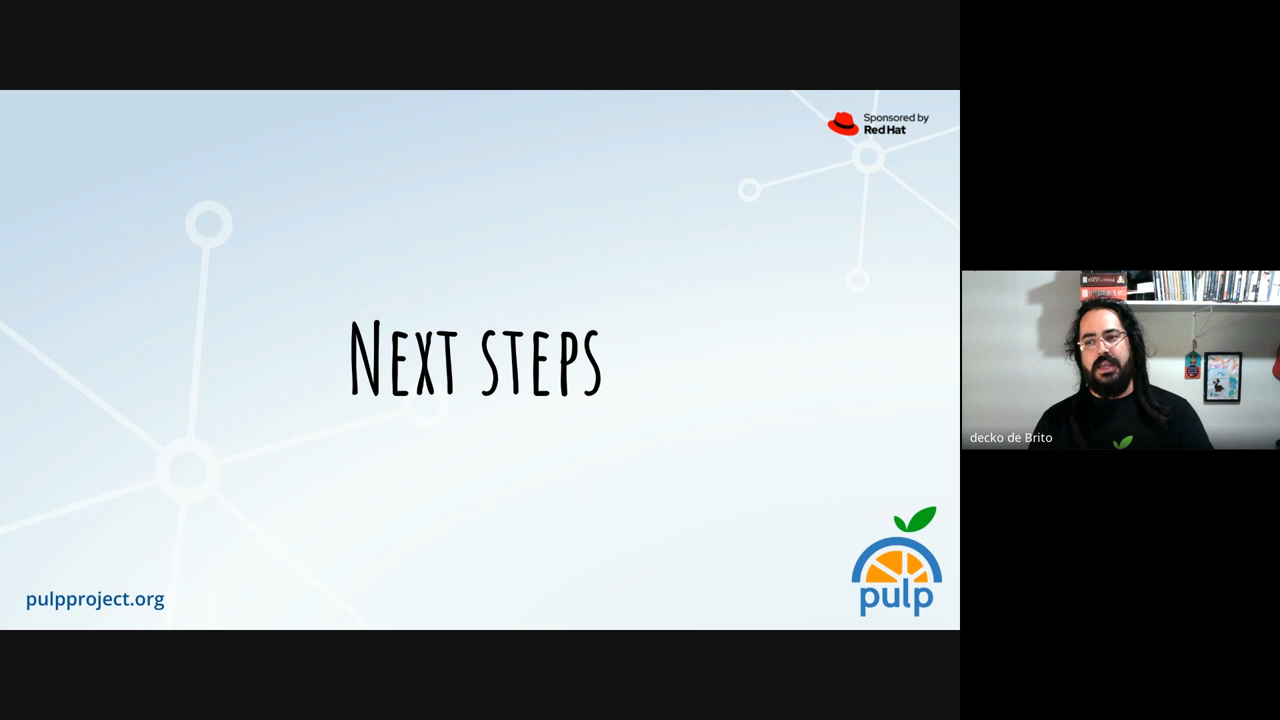 Sponsored by
Red Hat
Next steps
pulpproject.org
pulp
decko de Brito